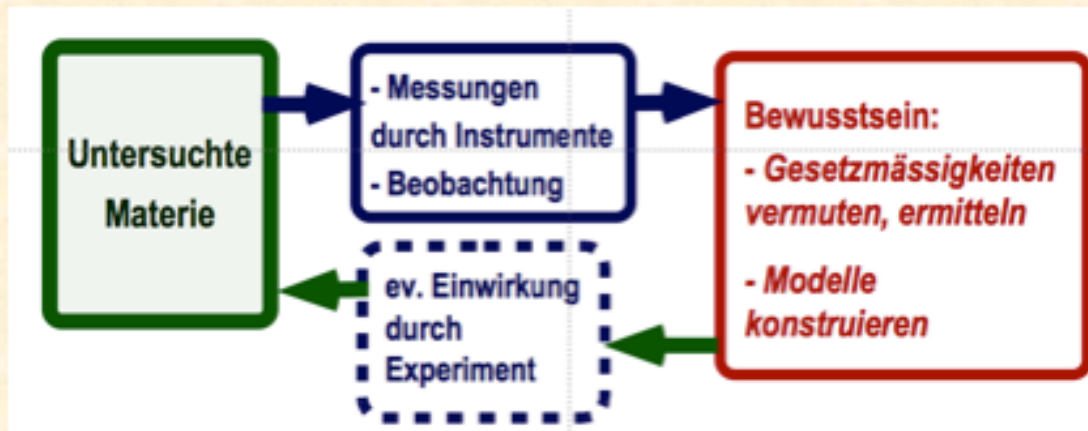 Untersuchte
Materie
- Messungen
durch Instrumente
- Beobachtung
ev. Einwirkung
durch
Experiment
Bewusstsein:
- Gesetzmässigkeiten
vermuten, ermitteln
- Modelle
konstruieren